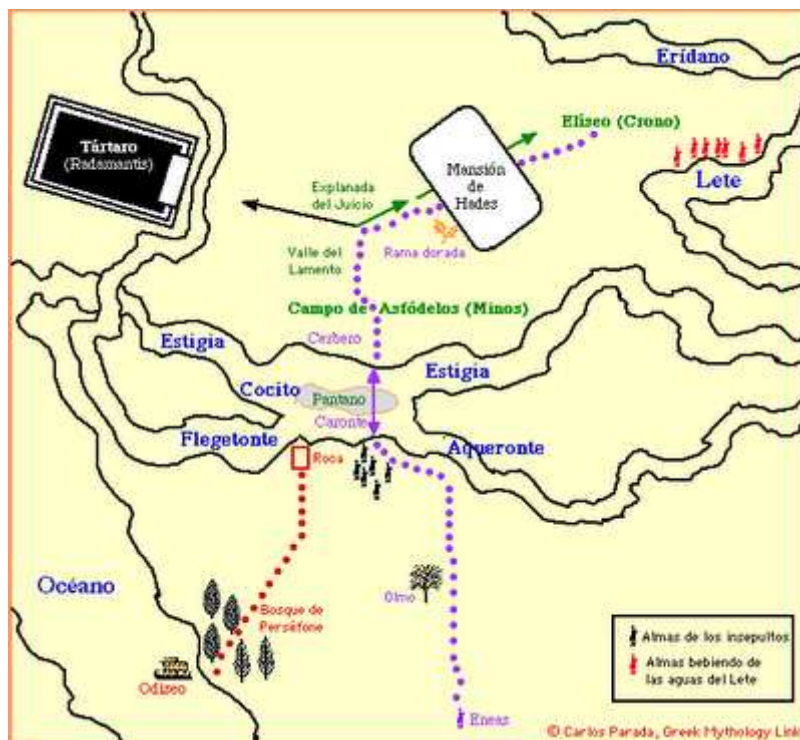 Erídano
Tártaro
(Radamantis)
Elíseo (Crono)
Mansión
de
Hades
Lete
Explanada
del Juicio
Valle del
Lamento
Rama dorada
Campo de Asfódelos (Minos)
Estigia
Cerbero
Estigia
Cocito
Pantano
Caronte
Flegetonte
Aqueronte
Roca
Océano
Olmo
Bosque de
Perséfone
Odiseo
Eneas
Almas de los insepultos
Almas bebiendo de
las aguas del Lete
© Carlos Parada, Greek Mythology Link